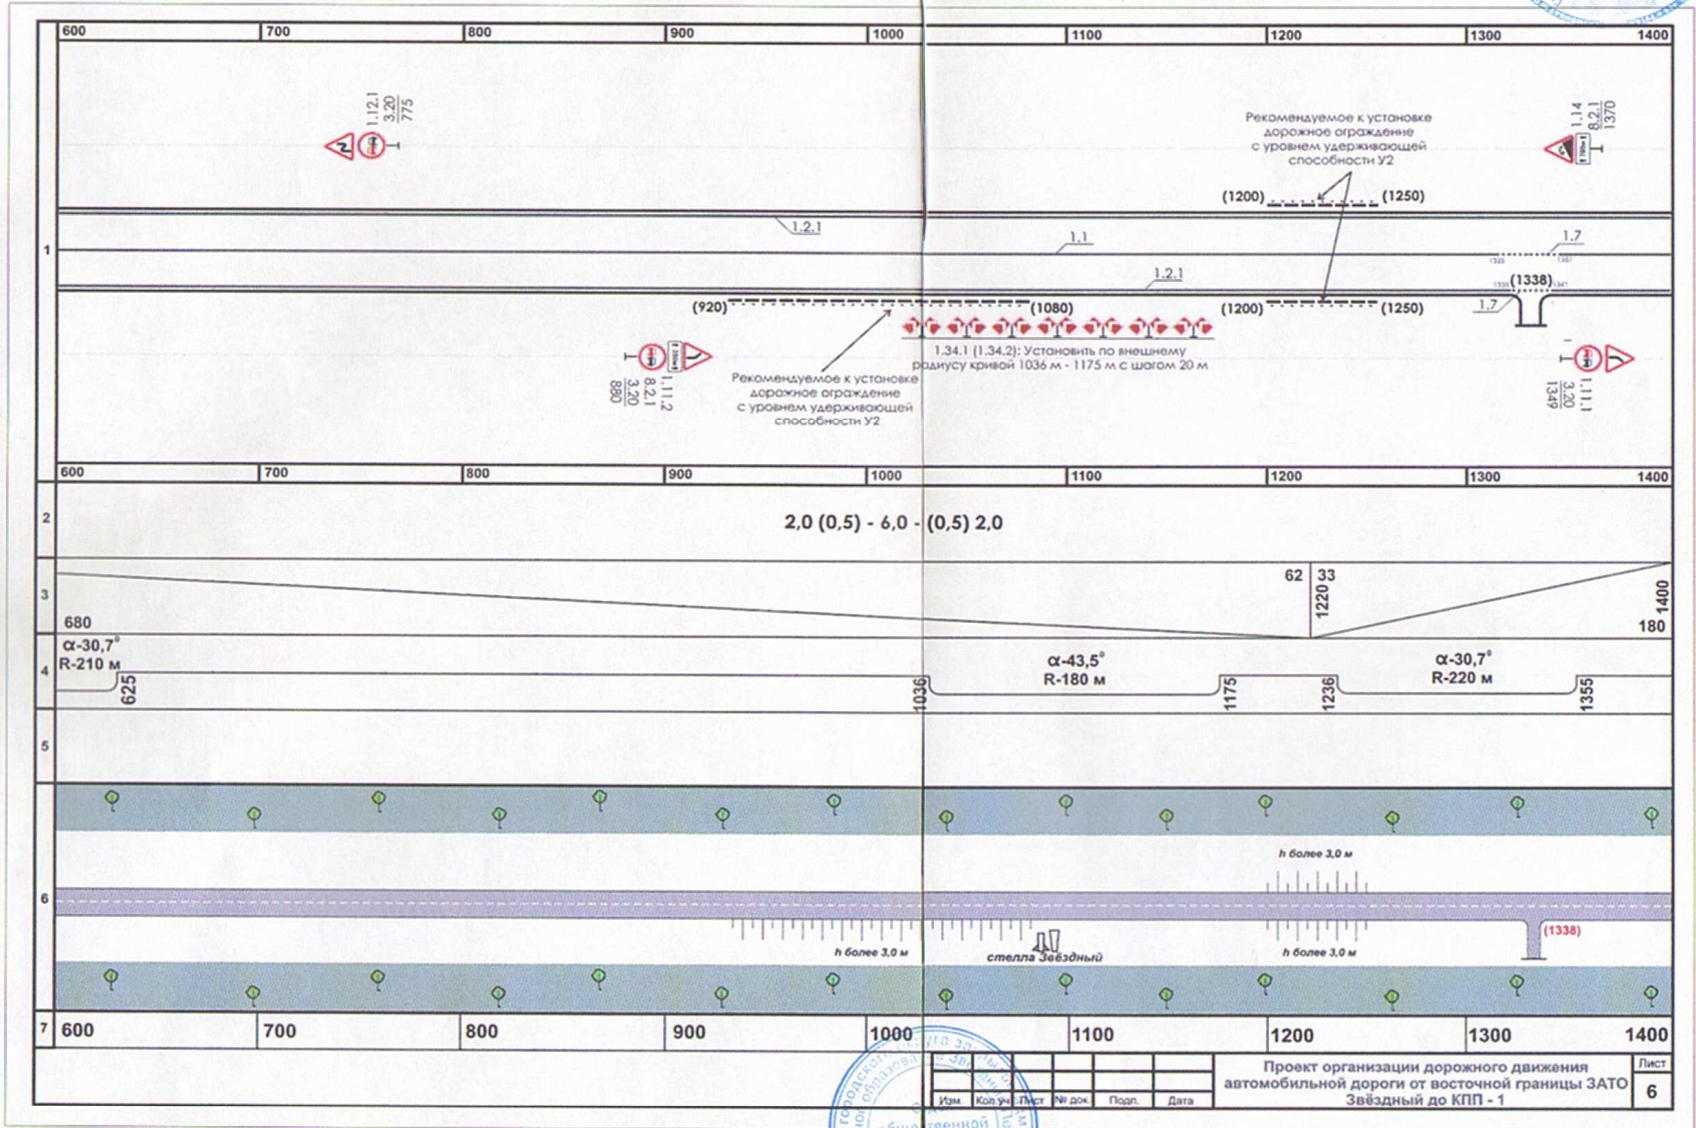 600 700 800 900 1000 1100 1200 1300 1400
1.12.1
3.20
775
Рекомендуемое к установке
дорожное ограждение
с уровнем удерживающей
способности У2
1.14
8.2.1
1370
(1200) (1250)
1.2.1
1
1.1
1.7
1.2.1
(1338)
(920) (1080) (1200) (1250) 1.7
1.34.1 (1.34.2): Установить по внешнему
радиусу кривой 1036 м - 1175 м с шагом 20 м
Рекомендуемое к установке
дорожное ограждение
с уровнем удерживающей
способности У2
1.11.2
8.2.1
3.20
880
1.11.1
3.20
1349
600 700 800 900 1000 1100 1200 1300 1400
2
2,0 (0,5) - 6,0 - (0,5) 2,0
3
62 33
1220
1400
680
180
4
α-30,7°
R-210 м
625
1036
α-43,5°
R-180 м
1175
1236
α-30,7°
R-220 м
1355
5
6
h более 3,0 м
(1338)
h более 3,0 м
стелла Звёздный
h более 3,0 м
7
600 700 800 900 1000 1100 1200 1300 1400
Изм. Кол.уч Лист № док. Подп. Дата
Проект организации дорожного движения
автомобильной дороги от восточной границы ЗАТО
Звёздный до КПП - 1
Лист
6